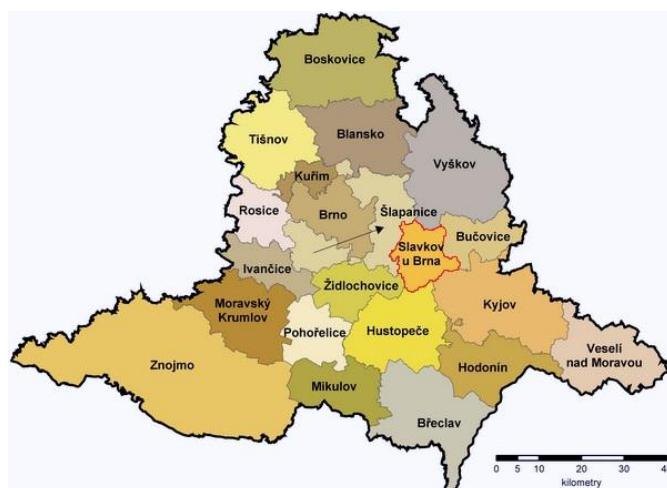 Boskovice
Tišnov
Blansko
Vyškov
Kuřim
Rosice
Brno
Šlapanice
Bučovice
Slavkov
u Brna
Ivančice
Židlochovice
Moravský
Krumlov
Pohořelice
Hustopeče
Kyjov
Veselí
nad Moravou
Znojmo
Mikulov
Hodonín
Břeclav
0 5 10 20 30 40
kilometry